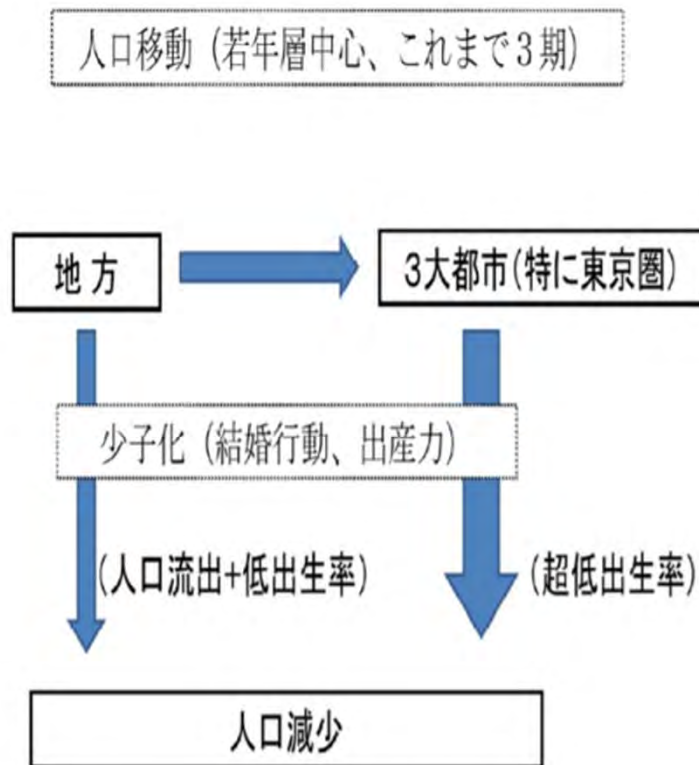 人口移動（若年層中心、これまで３期）
地方
３大都市（特に東京圏）
少子化（結婚行動、出産力）
（人口流出+低出生率）
（超低出生率）
人口減少